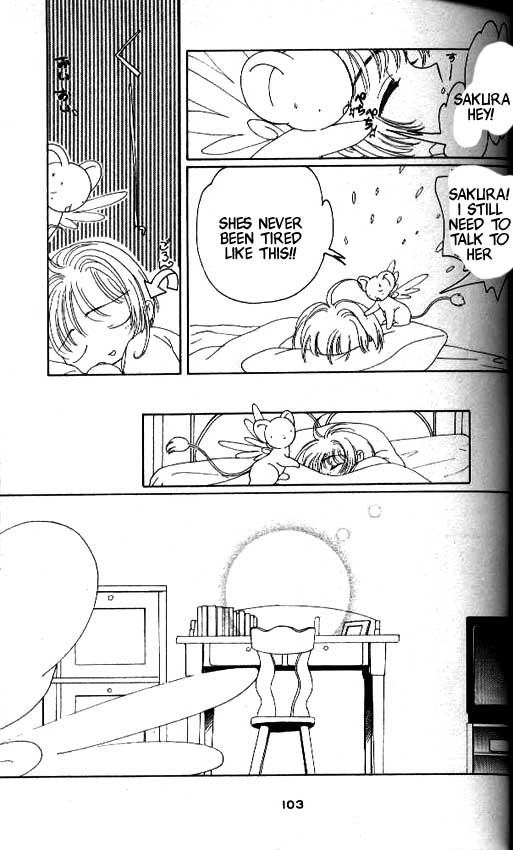 SAKURA
HEY!
SAKURA!
I STILL
NEED TO
TALK TO
HER
SHES NEVER
BEEN TIRED
LIKE THIS!!
103